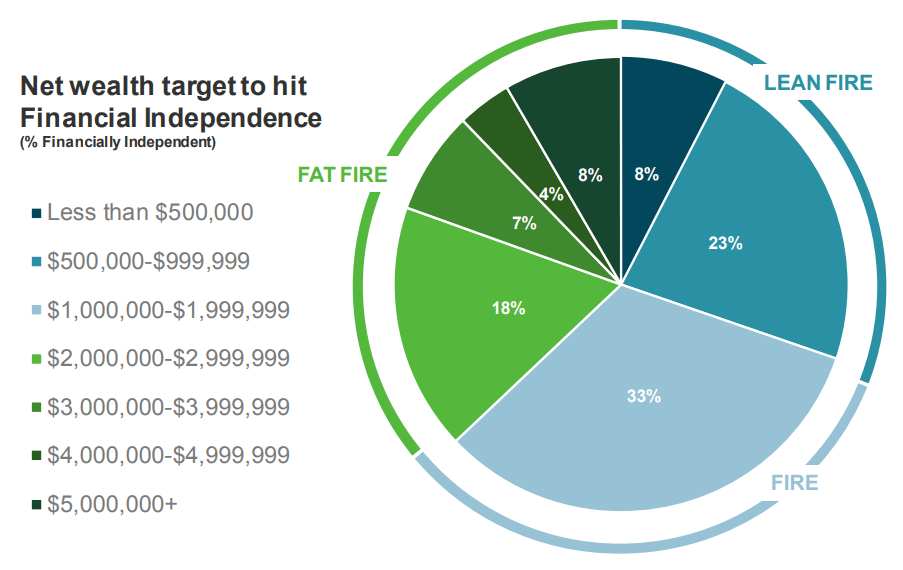 Net wealth target to hit
Financial Independence
(% Financially Independent)
Less than $500,000
$500,000-$999,999
$1,000,000-$1,999,999
$2,000,000-$2,999,999
$3,000,000-$3,999,999
$4,000,000-$4,999,999
$5,000,000+
LEAN FIRE
FAT FIRE
FIRE
8%
8%
4%
7%
23%
18%
33%